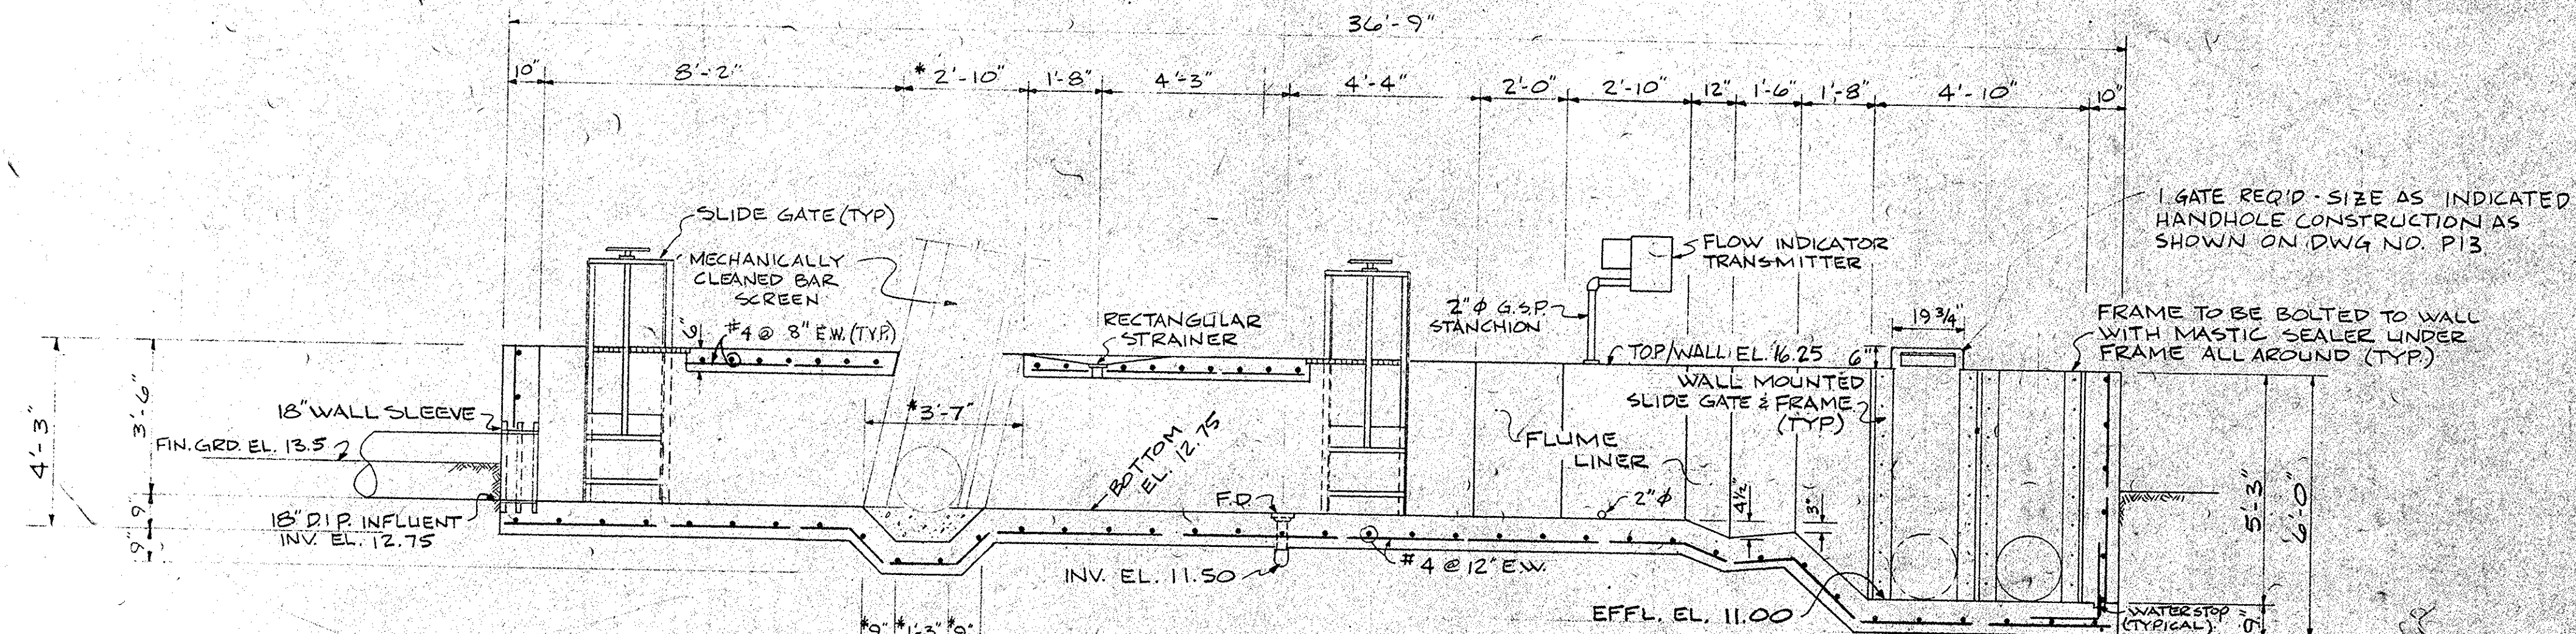 36'-9"
10" 8'-2" *2'-10" 1'-8" 4'-3" 4'-4" 2'-0" 2'-10" 12" 1'-6" 1'-8" 4'-10" 10"
SLIDE GATE (TYP)
MECHANICALLY
CLEANED BAR
SCREEN
6" #4 @ 8" E.W. (TYP.)
RECTANGULAR
STRAINER
2" φ G.S.P.
STANCHION
FLOW INDICATOR
TRANSMITTER
1 GATE REQ'D - SIZE AS INDICATED
HANDHOLE CONSTRUCTION AS
SHOWN ON DWG NO. P13
19 3/4"
FRAME TO BE BOLTED TO WALL
WITH MASTIC SEALER UNDER
FRAME ALL AROUND (TYP.)
TOP/WALL EL. 16.25
6"
WALL MOUNTED
SLIDE GATE & FRAME
(TYP)
4'-3"
3'-6"
9"
9"
18" WALL SLEEVE
FIN. GRD. EL. 13.5
18" D.I.P. INFLUENT
INV. EL. 12.75
*3'-7"
BOTTOM
EL. 12.75
F.D.
INV. EL. 11.50
#4 @ 12" E.W.
FLUME
LINER
2" φ
4 1/2"
3"
EFFL. EL. 11.00
5'-3"
6'-0"
9"
WATERSTOP
(TYPICAL)
*9" *1'-3" *9"